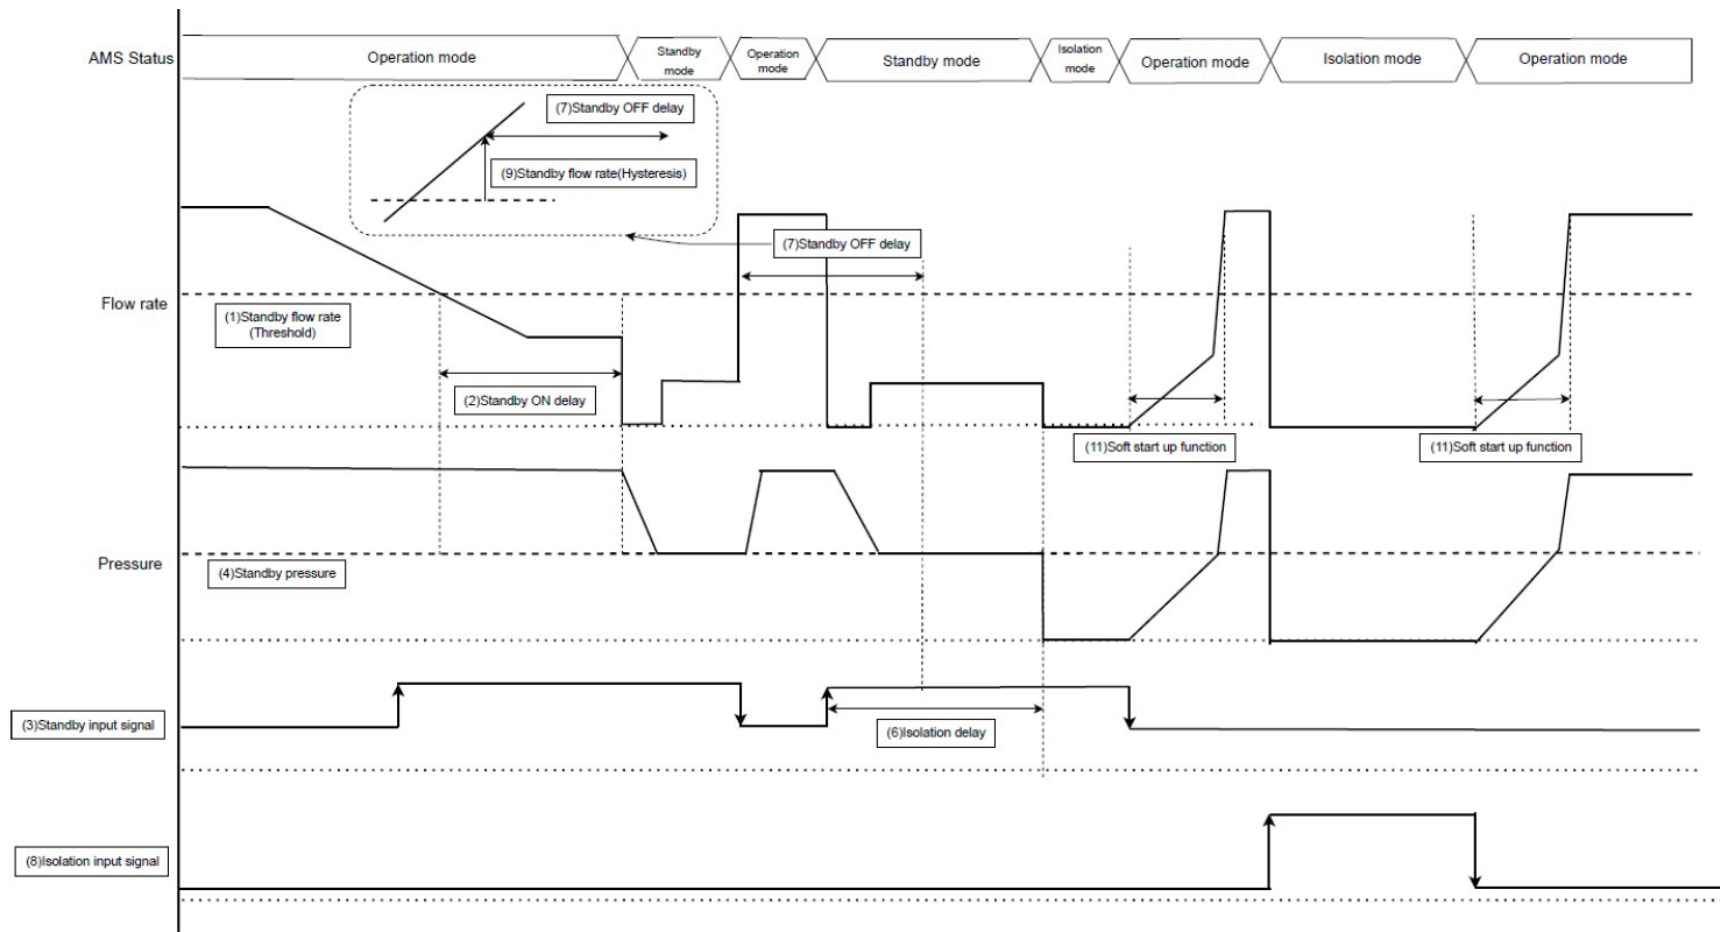 AMS Status
Operation mode
Standby
mode
Operation
mode
Standby mode
Isolation
mode
Operation mode
Isolation mode
Operation mode
(7)Standby OFF delay
(9)Standby flow rate(Hysteresis)
(7)Standby OFF delay
Flow rate
(1)Standby flow rate
(Threshold)
(2)Standby ON delay
(11)Soft start up function
(11)Soft start up function
Pressure
(4)Standby pressure
(3)Standby input signal
(6)Isolation delay
(8)Isolation input signal